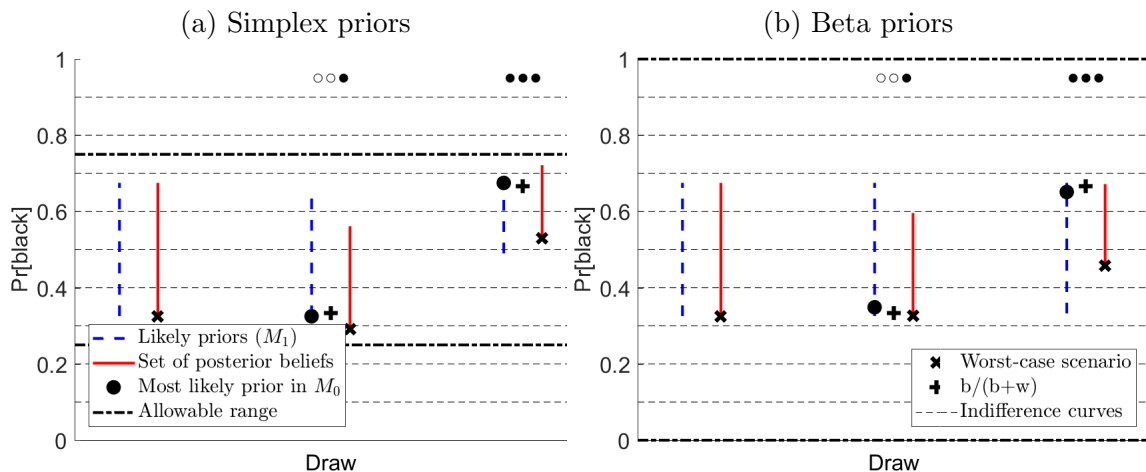 (a) Simplex priors
1
0.8
0.6
0.4
0.2
0
Pr[black]
Likely priors (M₁)
Set of posterior beliefs
Most likely prior in M₀
Allowable range
Draw
(b) Beta priors
1
0.8
0.6
0.4
0.2
0
Pr[black]
Worst-case scenario
b/(b+w)
Indifference curves
Draw